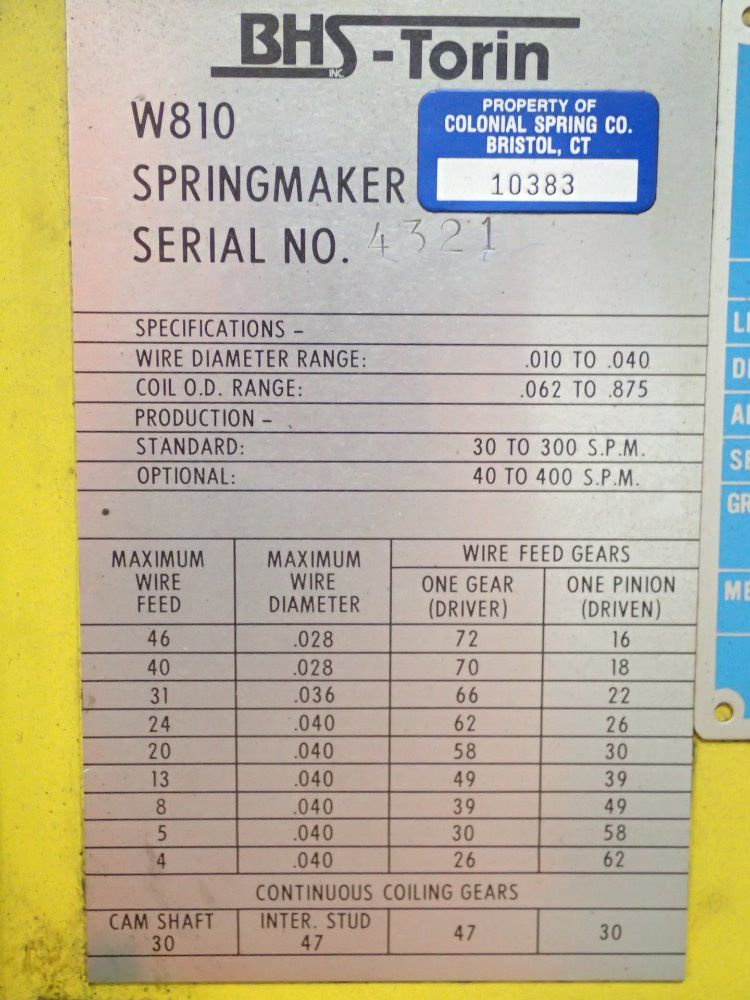 BHS-Torin
INC.
W810
SPRINGMAKER
SERIAL NO. 4321
PROPERTY OF
COLONIAL SPRING CO.
BRISTOL, CT
10383
SPECIFICATIONS –
WIRE DIAMETER RANGE: .010 TO .040
COIL O.D. RANGE: .062 TO .875
PRODUCTION –
STANDARD: 30 TO 300 S.P.M.
OPTIONAL: 40 TO 400 S.P.M.
MAXIMUM WIRE FEED MAXIMUM WIRE DIAMETER WIRE FEED GEARS
ONE GEAR (DRIVER) ONE PINION (DRIVEN)
46 .028 72 16
40 .028 70 18
31 .036 66 22
24 .040 62 26
20 .040 58 30
13 .040 49 39
8 .040 39 49
5 .040 30 58
4 .040 26 62
CONTINUOUS COILING GEARS
CAM SHAFT INTER. STUD
30 47 47 30